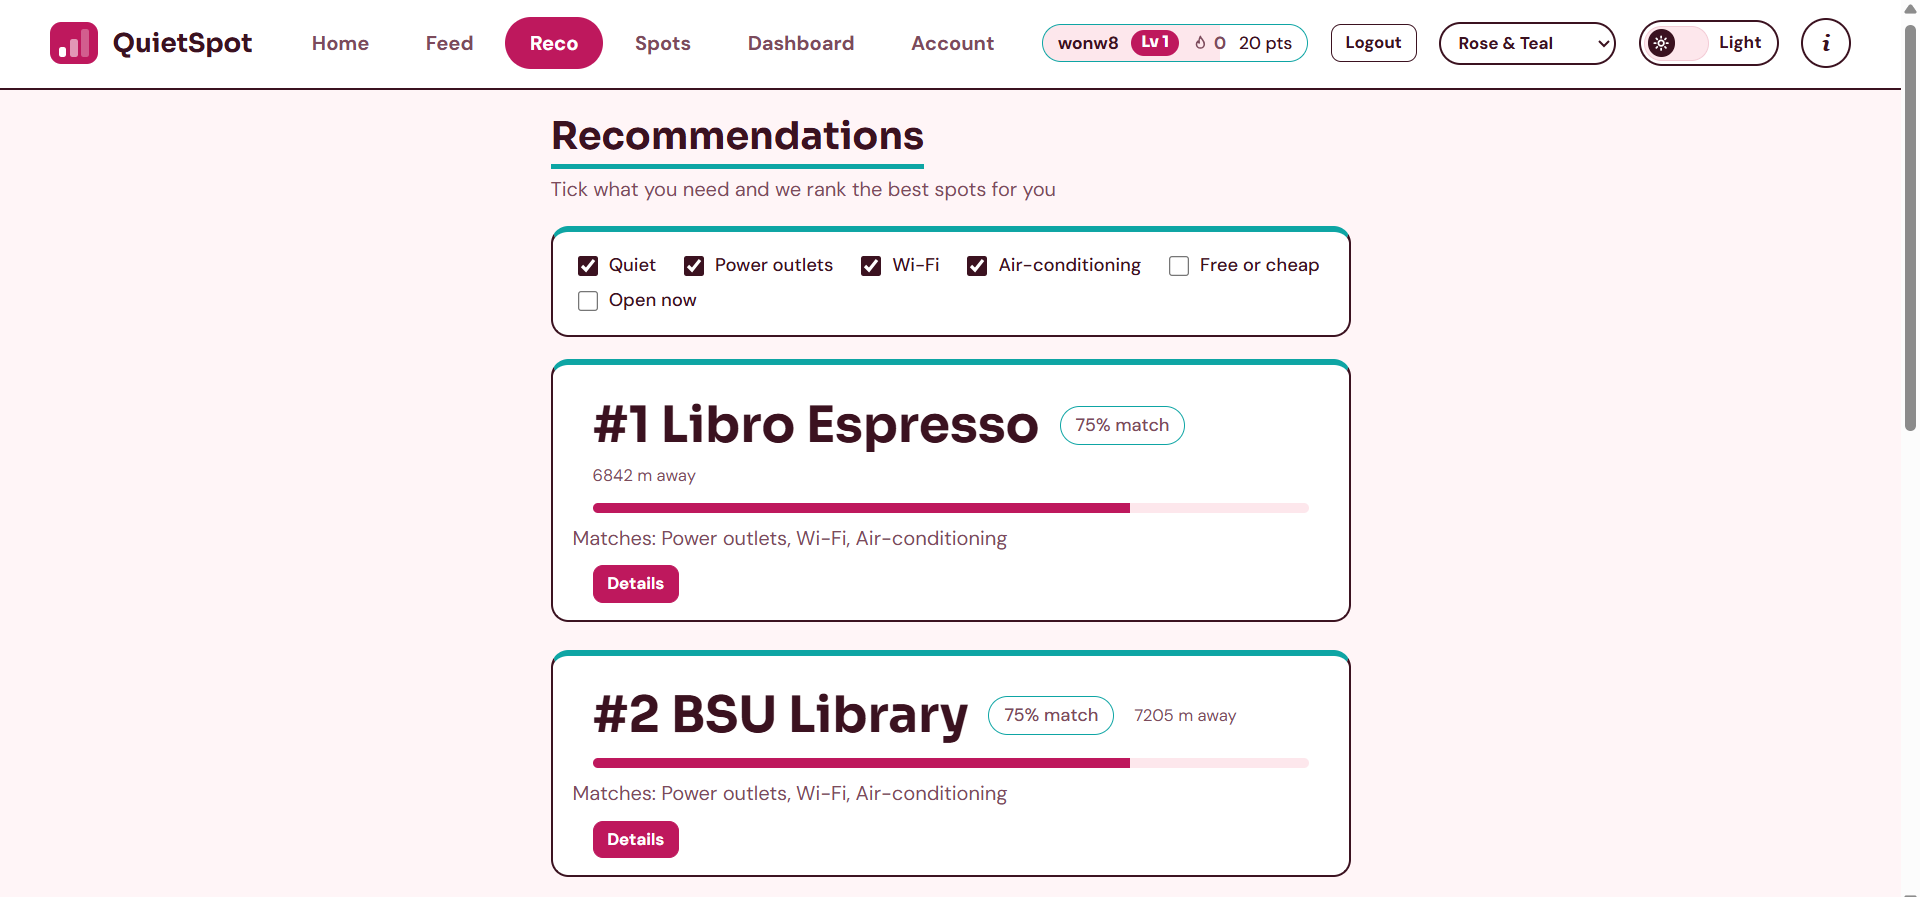 QuietSpot Home Feed Reco Spots Dashboard Account wonw8 Lv 1 0 20 pts Logout Rose & Teal Light i
Recommendations
Tick what you need and we rank the best spots for you
Quiet Power outlets Wi-Fi Air-conditioning Free or cheap
Open now
#1 Libro Espresso 75% match
6842 m away
Matches: Power outlets, Wi-Fi, Air-conditioning
Details
#2 BSU Library 75% match 7205 m away
Matches: Power outlets, Wi-Fi, Air-conditioning
Details